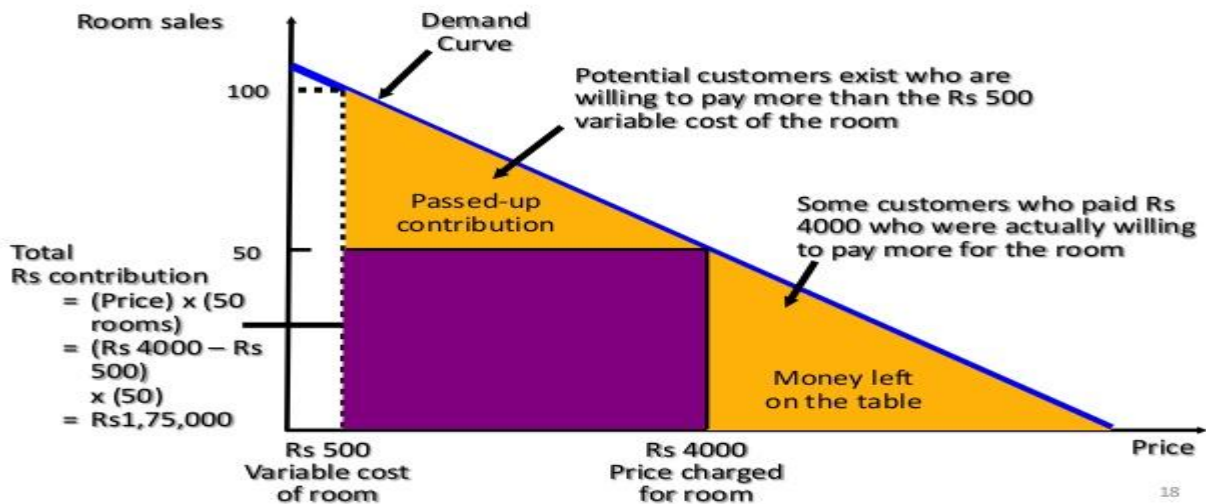 Room sales
Demand
Curve
Potential customers exist who are
willing to pay more than the Rs 500
variable cost of the room
100
Passed-up
contribution
Some customers who paid Rs
4000 who were actually willing
to pay more for the room
50
Total
Rs contribution
= (Price) x (50
rooms)
= (Rs 4000 – Rs
500)
x (50)
= Rs1,75,000
Money left
on the table
Rs 500
Variable cost
of room
Rs 4000
Price charged
for room
Price
18